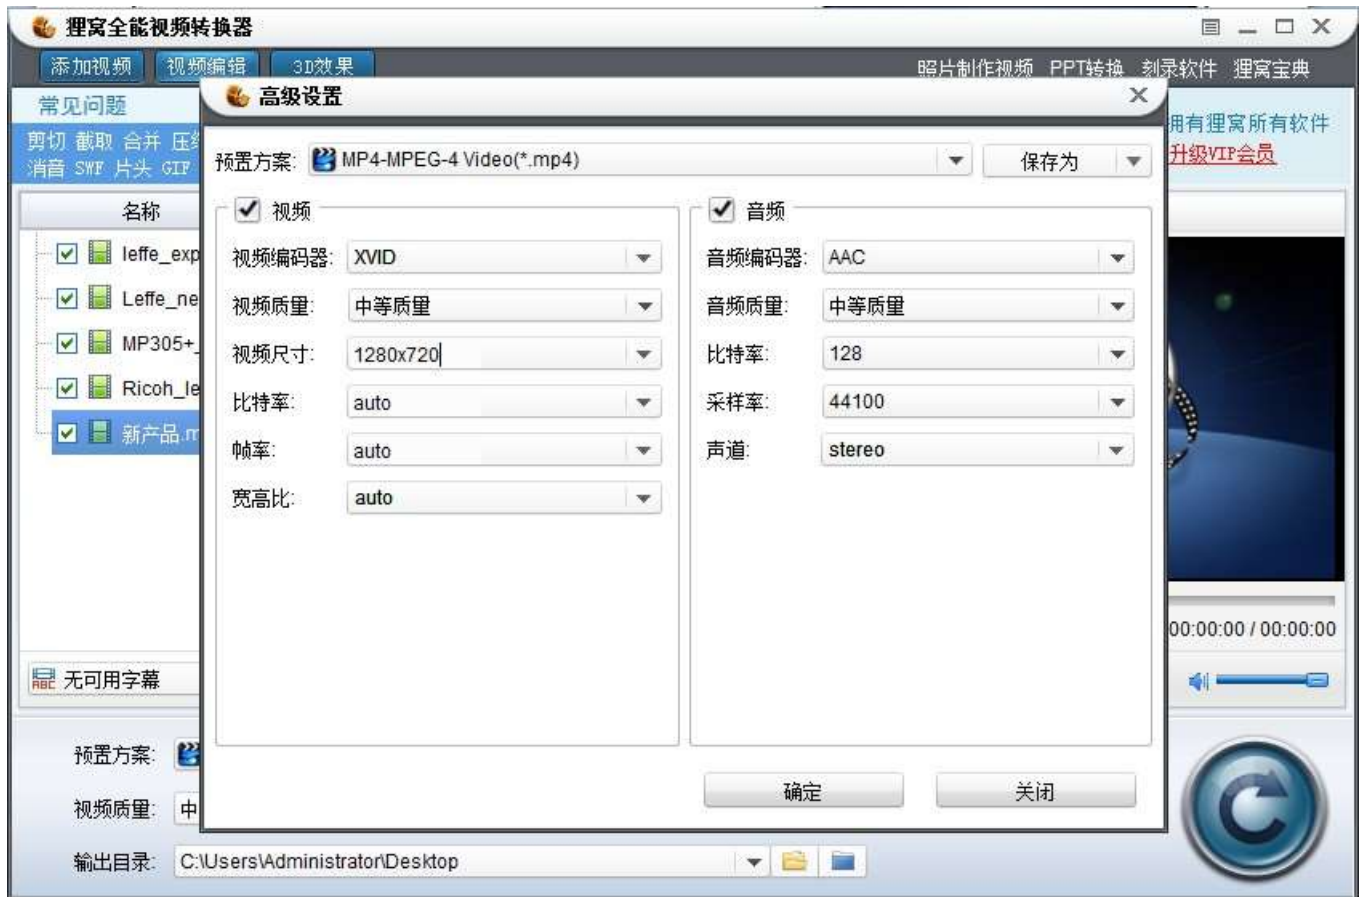 狸窝全能视频转换器
添加视频 视频编辑 3D效果 照片制作视频 PPT转换 刻录软件 狸窝宝典
常见问题
剪切 截取 合并
消音 SWF 片头 GIF
拥有狸窝所有软件
升级VIP会员
高级设置
预置方案: MP4-MPEG-4 Video(*.mp4) 保存为
视频 音频
视频编码器: XVID 音频编码器: AAC
视频质量: 中等质量 音频质量: 中等质量
视频尺寸: 1280x720 比特率: 128
比特率: auto 采样率: 44100
帧率: auto 声道: stereo
宽高比: auto
确定 关闭
名称
leffe_exp
Leffe_ne
MP305+_
Ricoh_le
新产品.m
00:00:00 / 00:00:00
ABC 无可用字幕
预置方案:
视频质量: 中
输出目录: C:\Users\Administrator\Desktop